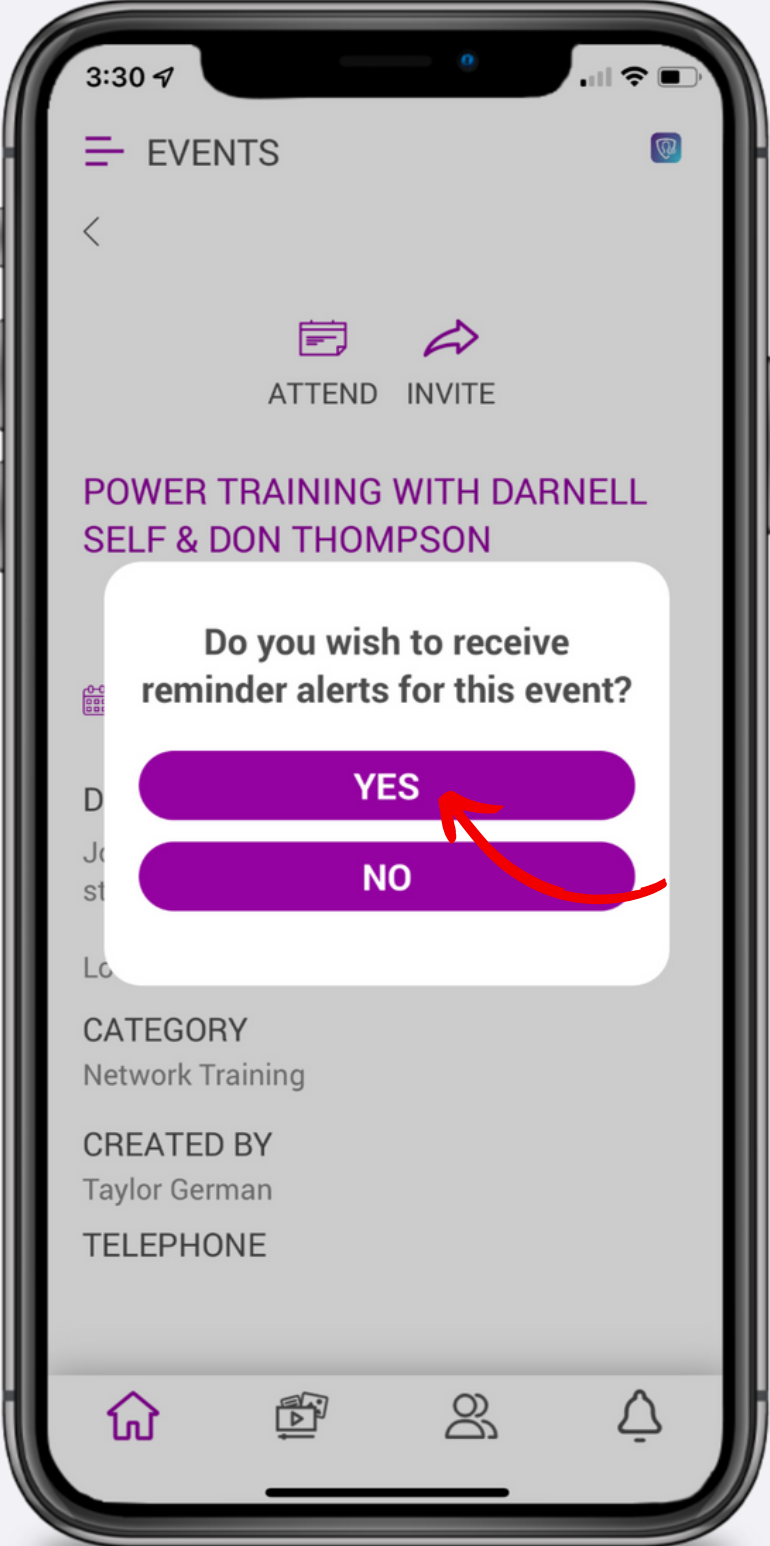 3:30
EVENTS
ATTEND INVITE
POWER TRAINING WITH DARNELL
SELF & DON THOMPSON
Do you wish to receive
reminder alerts for this event?
YES
NO
CATEGORY
Network Training
CREATED BY
Taylor German
TELEPHONE